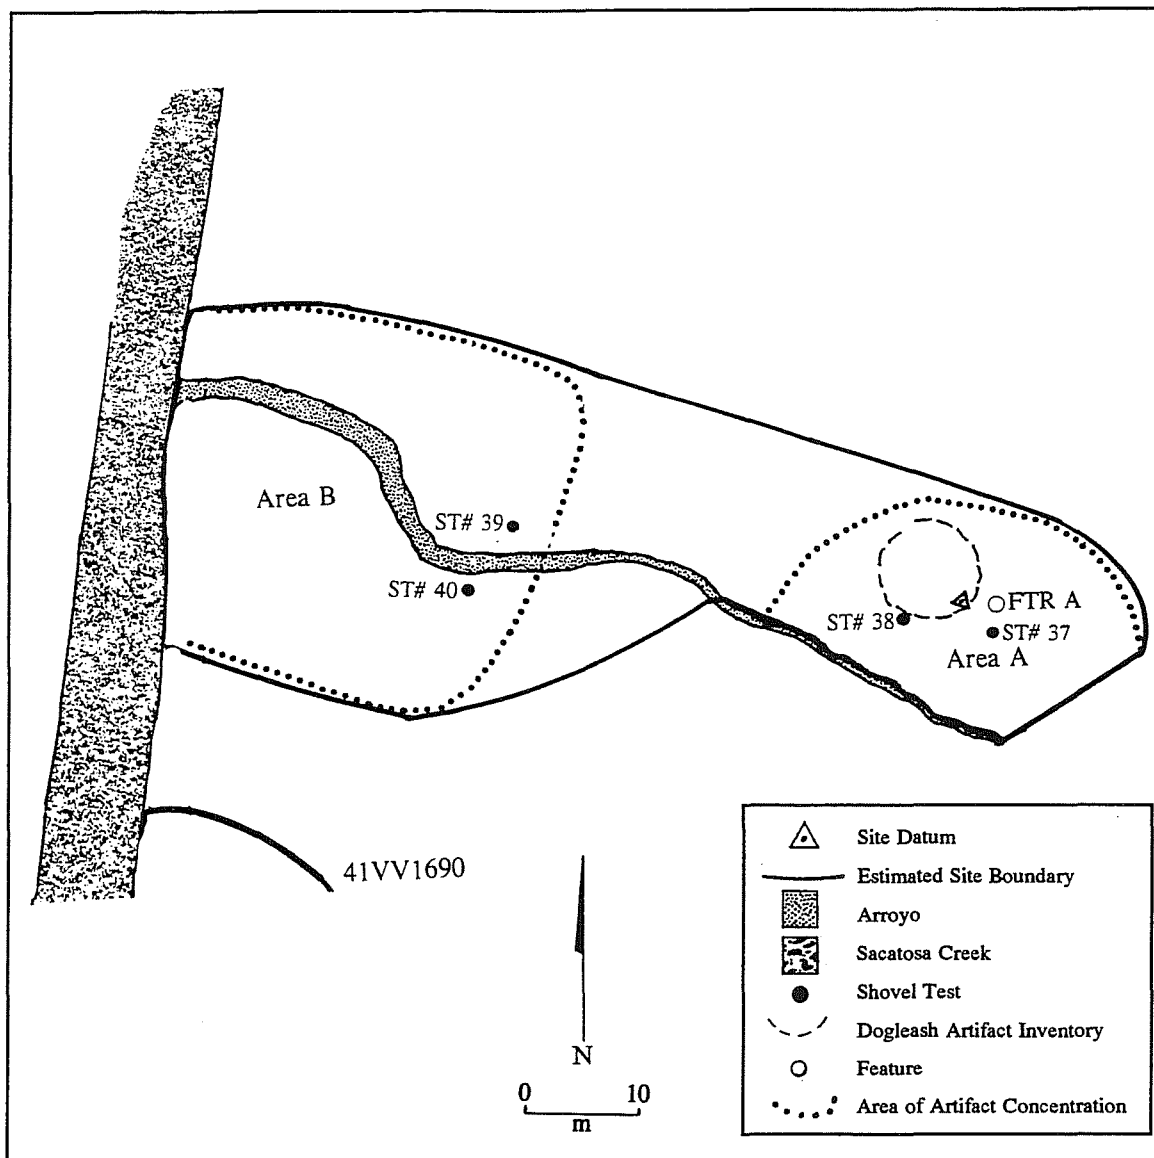 Area B
ST# 39
ST# 40
ST# 38
FTR A
ST# 37
Area A
41VV1690
N
0 10
m
Site Datum
Estimated Site Boundary
Arroyo
Sacatosa Creek
Shovel Test
Dogleash Artifact Inventory
Feature
Area of Artifact Concentration